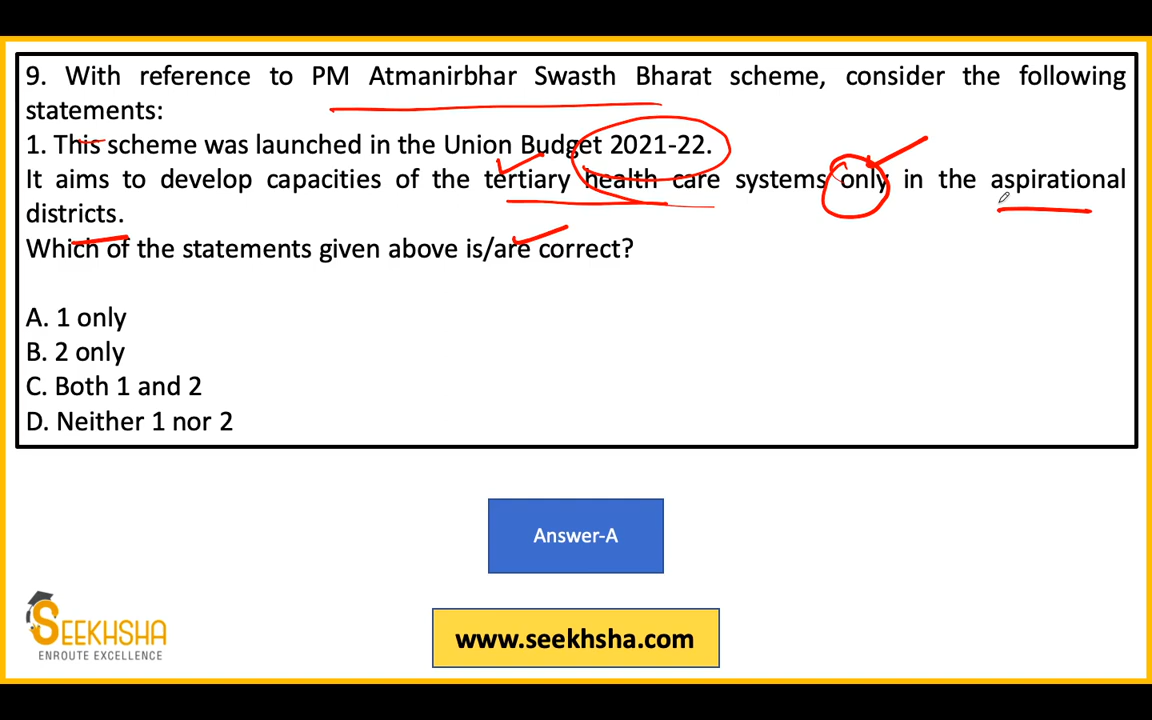 9. With reference to PM Atmanirbhar Swasth Bharat scheme, consider the following
statements:
1. This scheme was launched in the Union Budget 2021-22.
It aims to develop capacities of the tertiary health care systems only in the aspirational
districts.
Which of the statements given above is/are correct?
A. 1 only
B. 2 only
C. Both 1 and 2
D. Neither 1 nor 2
Answer-A
SEEKHSHA
ENROUTE EXCELLENCE
www.seekhsha.com